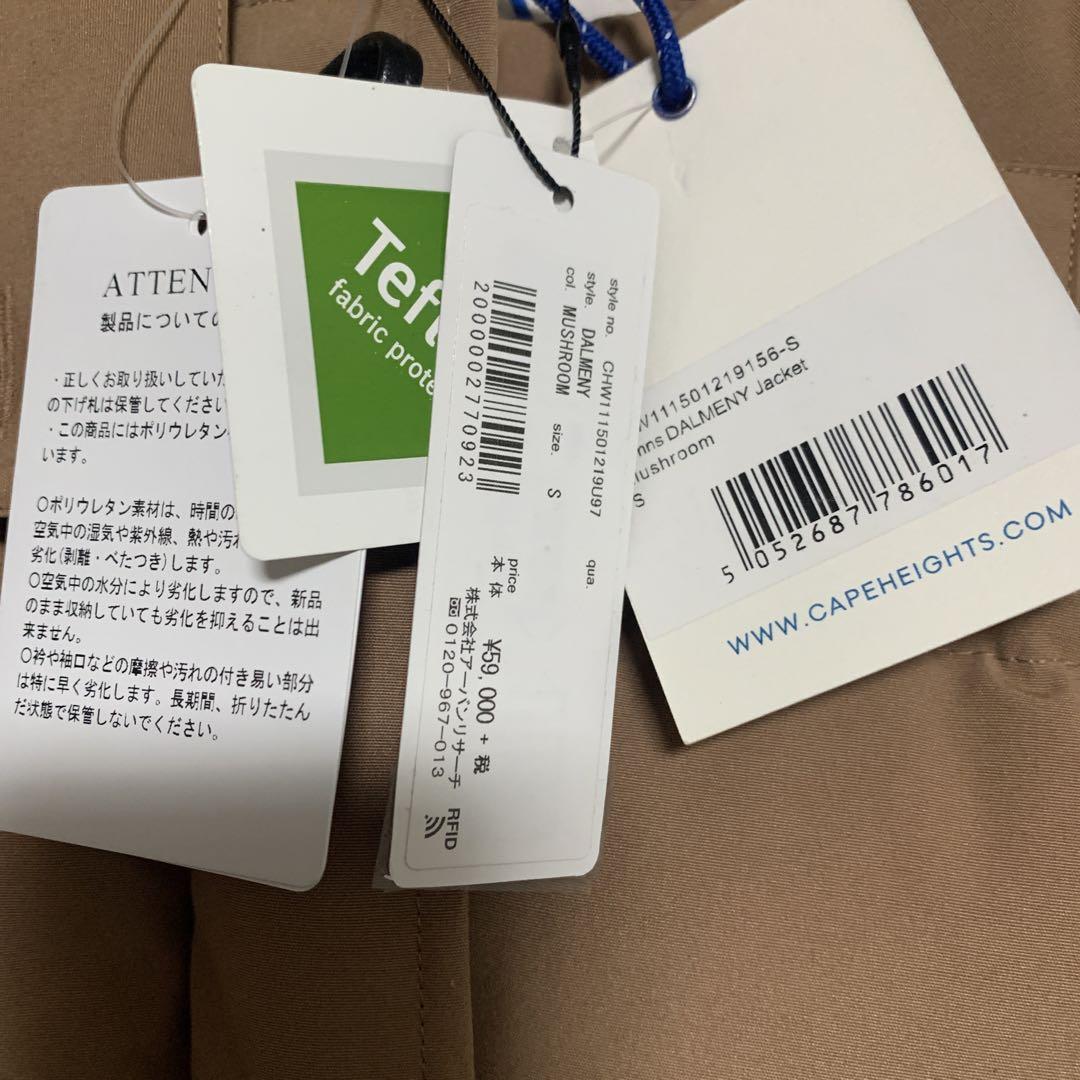 ATTEN
製品についての
・正しくお取り扱いしていた
の下げ札は保管してください
・この商品にはポリウレタン
います。
○ポリウレタン素材は、時間の
空気中の湿気や紫外線、熱や汚れ
劣化(剥離・べたつき)します。
○空気中の水分により劣化しますので、新品
のまま収納していても劣化を抑えることは出
来ません。
○衿や袖口などの摩擦や汚れの付き易い部分
は特に早く劣化します。長期間、折りたたん
だ状態で保管しないでください。
Tefl
fabric prote
style no. CHW111501219U97 qua.
style. DALMENY
col. MUSHROOM size. S
2000002770923
price
本体 ¥59,000 + 税
株式会社アーバンリサーチ
0120-967-013
RFID
W111501219156-S
mns DALMENY Jacket
Mushroom
S
5 052687 786017
WWW.CAPEHEIGHTS.COM